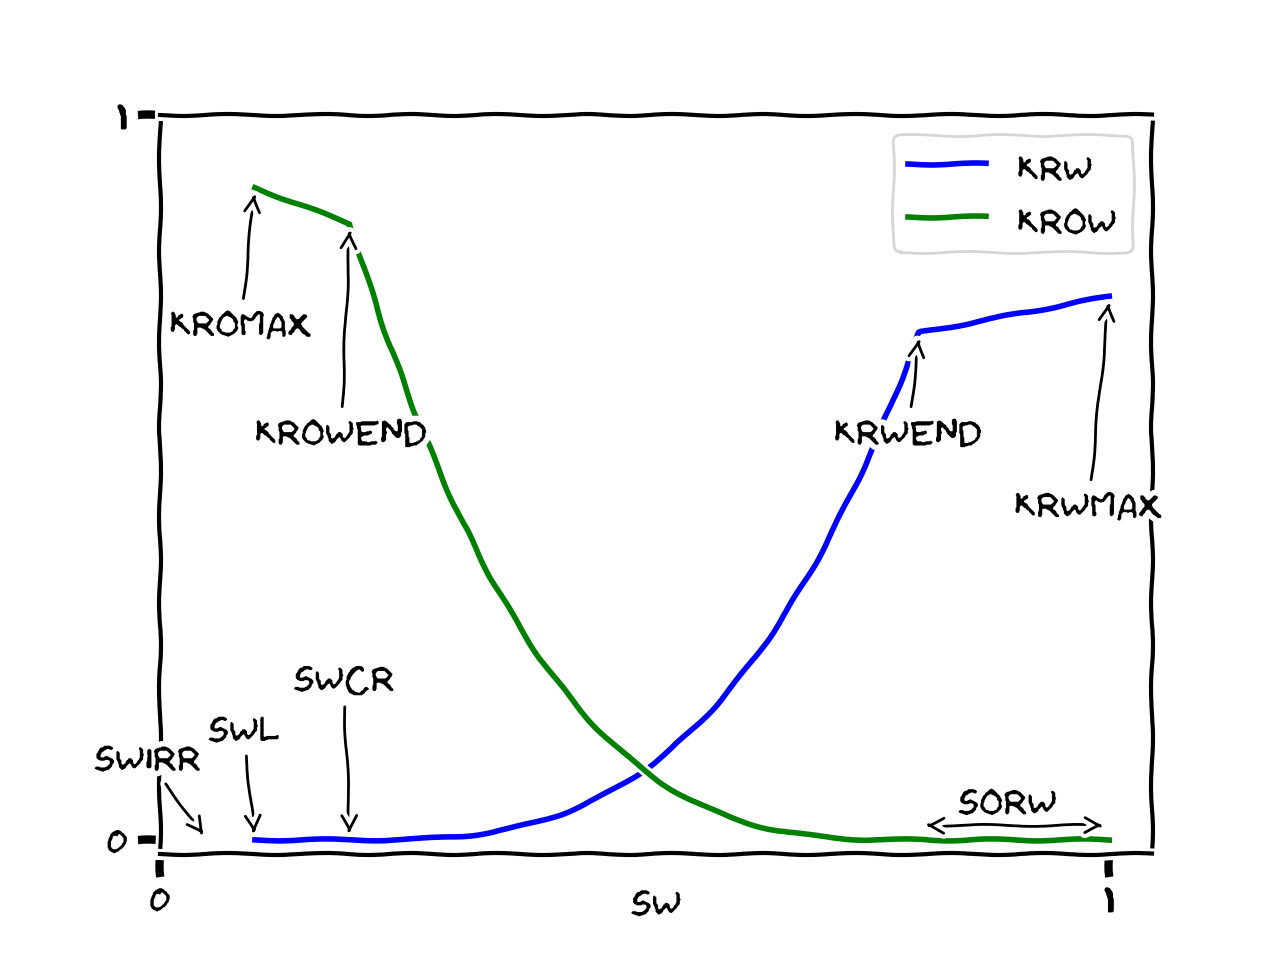 1
KRW
KROW
KROMAX
KROWEND
KRWEND
KRWMAX
SWCR
SWL
SWIRR
SORW
0
0
SW
1